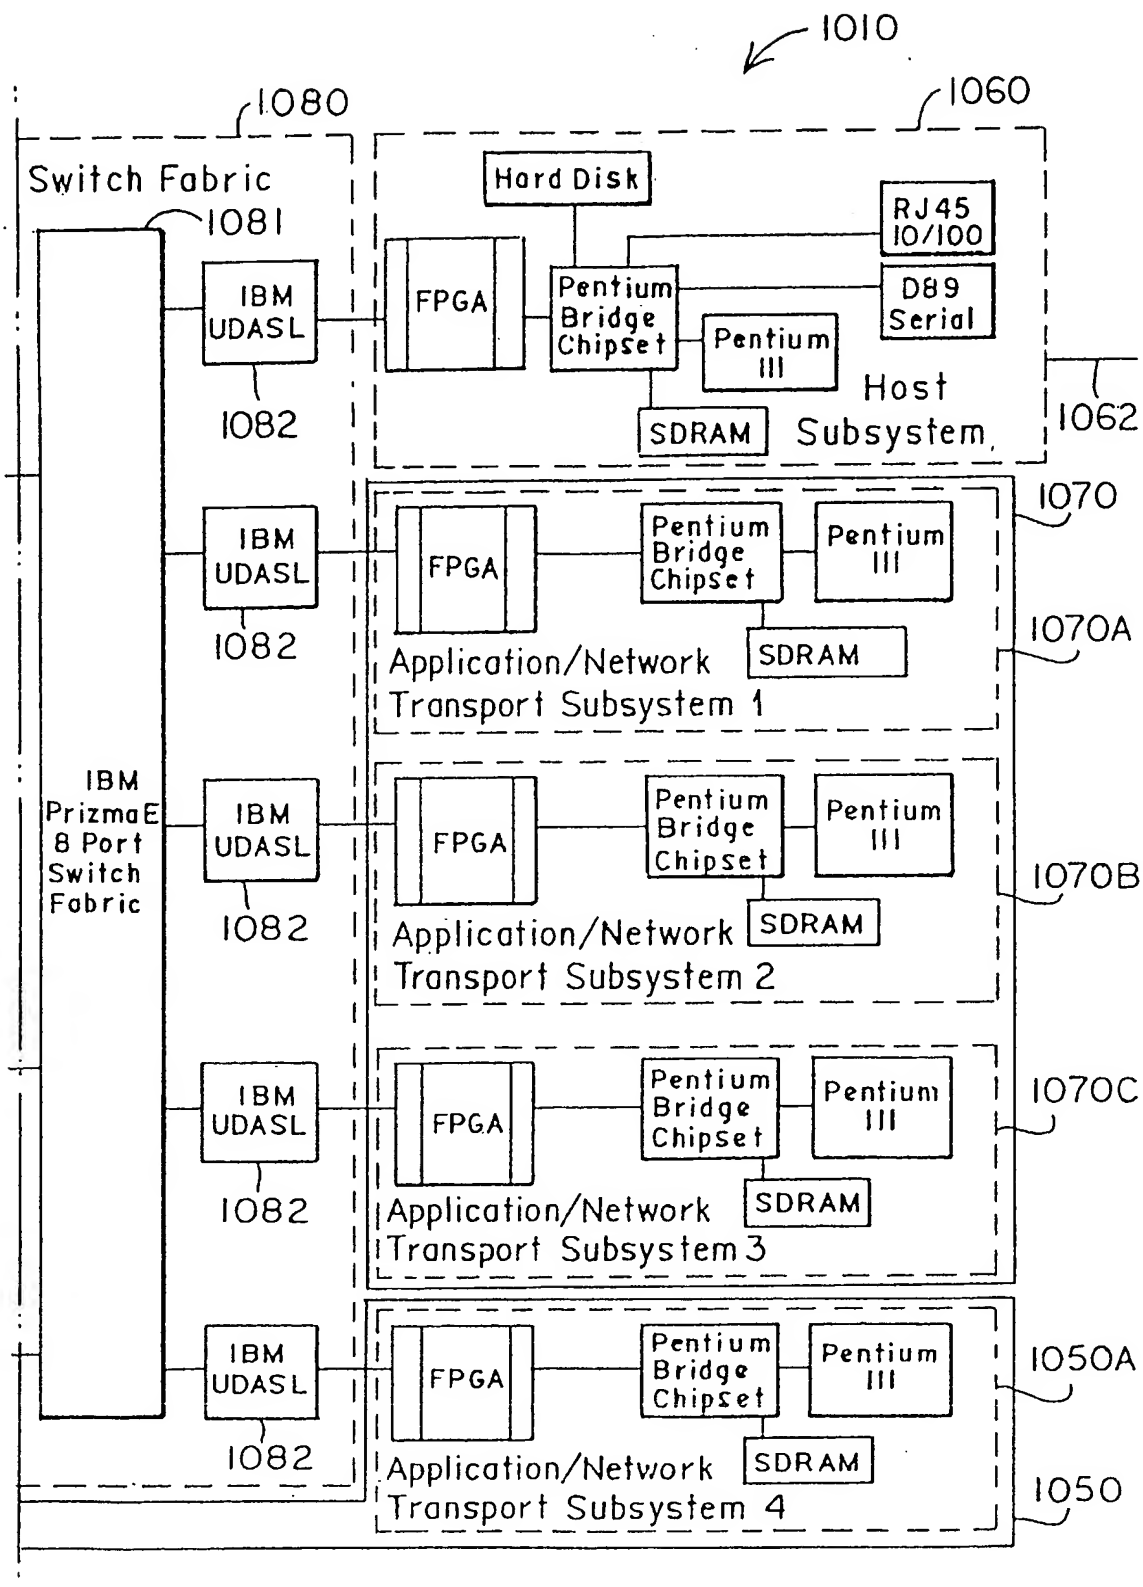 1010
1080
1060
Switch Fabric
1081
Hard Disk
RJ45
10/100
IBM
UDASL
FPGA
Pentium
Bridge
Chipset
D89
Serial
Pentium
III
1082
SDRAM
Host
Subsystem
1062
1070
IBM
UDASL
FPGA
Pentium
Bridge
Chipset
Pentium
III
1082
SDRAM
1070A
Application/Network
Transport Subsystem 1
IBM
PrizmaE
8 Port
Switch
Fabric
IBM
UDASL
FPGA
Pentium
Bridge
Chipset
Pentium
III
1070B
1082
SDRAM
Application/Network
Transport Subsystem 2
IBM
UDASL
FPGA
Pentium
Bridge
Chipset
Pentium
III
1070C
1082
SDRAM
Application/Network
Transport Subsystem 3
IBM
UDASL
FPGA
Pentium
Bridge
Chipset
Pentium
III
1050A
1082
SDRAM
Application/Network
Transport Subsystem 4
1050